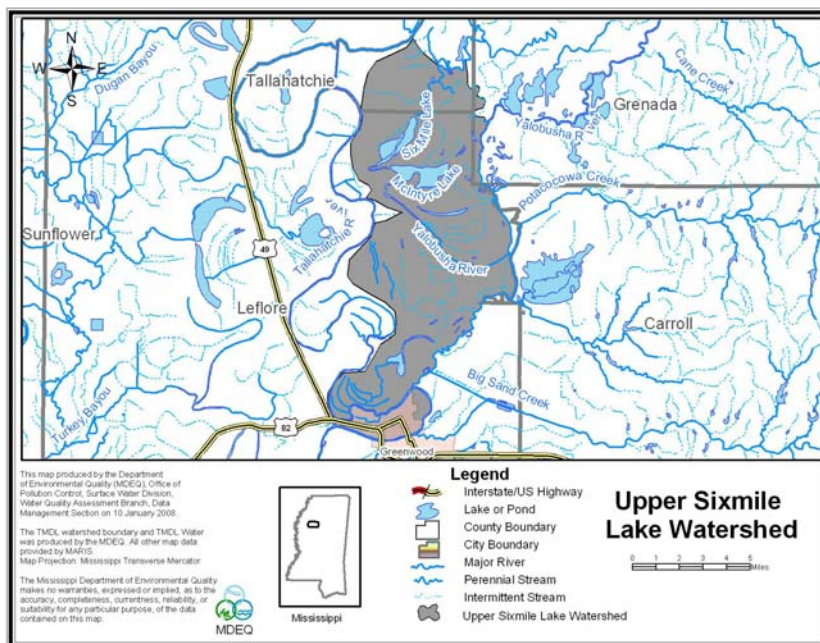 N
W E
S
Dugan Bayou
Tallahatchie
SixMile Lake
McIntyre Lake
Yalobusha River
Cane Creek
Grenada
Potacocowa Creek
Sunflower
49
Tallahatchie River
Yalobusha River
Leflore
Carroll
Big Sand Creek
Turkey Bayou
82
Greenwood
This map produced by the Department
of Environmental Quality (MDEQ), Office of
Pollution Control, Surface Water Division,
Water Quality Assessment Branch, Data
Management Section on 10 January 2008.
The TMDL watershed boundary and TMDL Water
was produced by the MDEQ. All other map data
provided by MARIS.
Map Projection: Mississippi Transverse Mercator
The Mississippi Department of Environmental Quality
makes no warranties, expressed or implied, as to the
accuracy, completeness, currentness, reliability, or
suitability for any particular purpose, of the data
contained on this map.
MDEQ
Mississippi
Legend
Interstate/US Highway
Lake or Pond
County Boundary
City Boundary
Major River
Perennial Stream
Intermittent Stream
Upper Sixmile Lake Watershed
Upper Sixmile
Lake Watershed
0 1 2 3 4 5
Miles